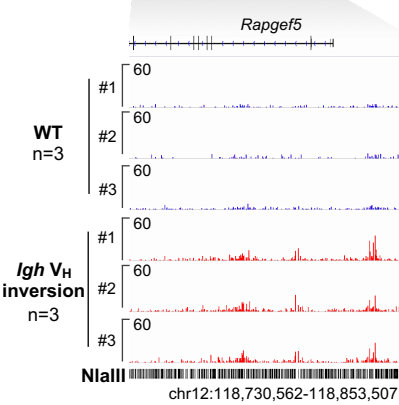 Rapgef5
60
#1
60
WT
#2
n=3
60
#3
60
#1
Igh VH
60
inversion
#2
n=3
60
#3
NlaIII
chr12:118,730,562-118,853,507